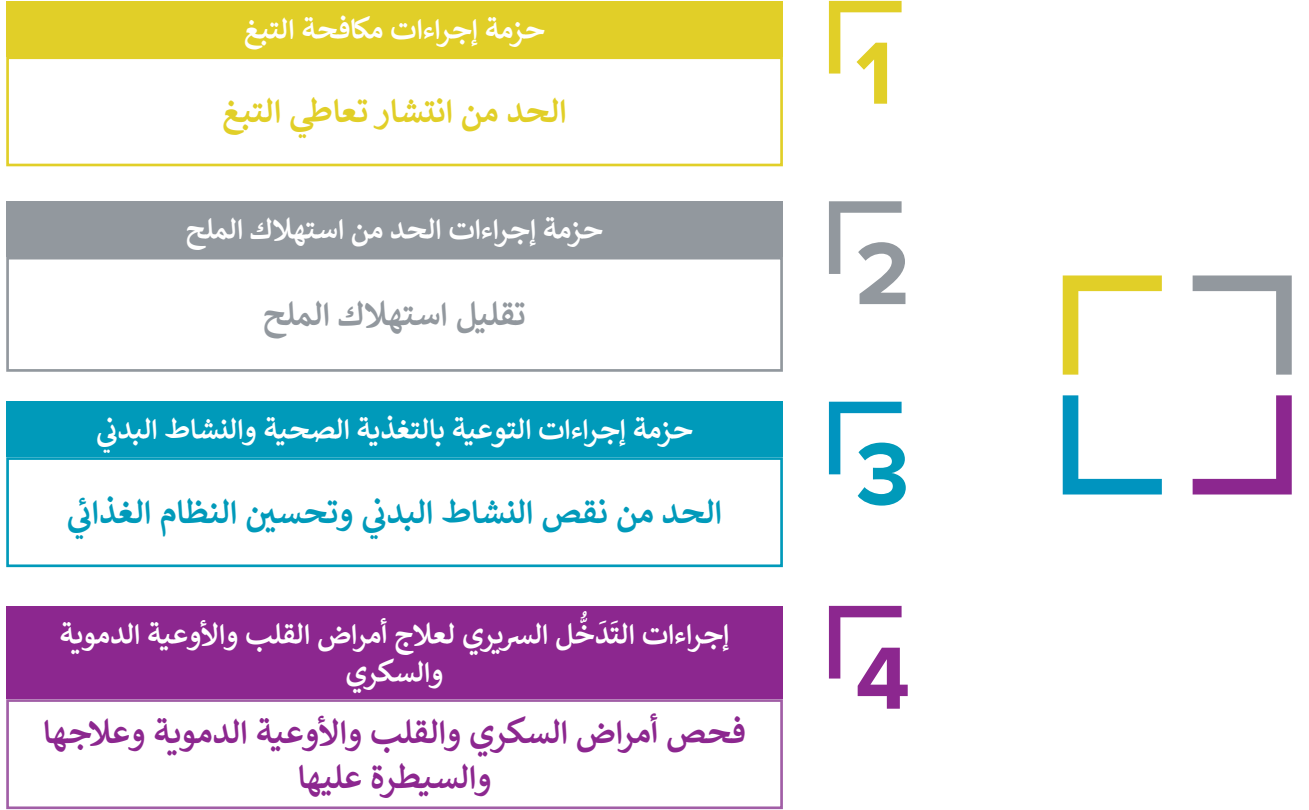 1
حزمة إجراءات مكافحة التبغ
الحد من انتشار تعاطي التبغ
2
حزمة إجراءات الحد من استهلاك الملح
تقليل استهلاك الملح
3
حزمة إجراءات التوعية بالتغذية الصحية والنشاط البدني
الحد من نقص النشاط البدني وتحسين النظام الغذائي
4
إجراءات التَدَخُّل السريري لعلاج أمراض القلب والأوعية الدموية
والسكري
فحص أمراض السكري والقلب والأوعية الدموية وعلاجها
والسيطرة عليها